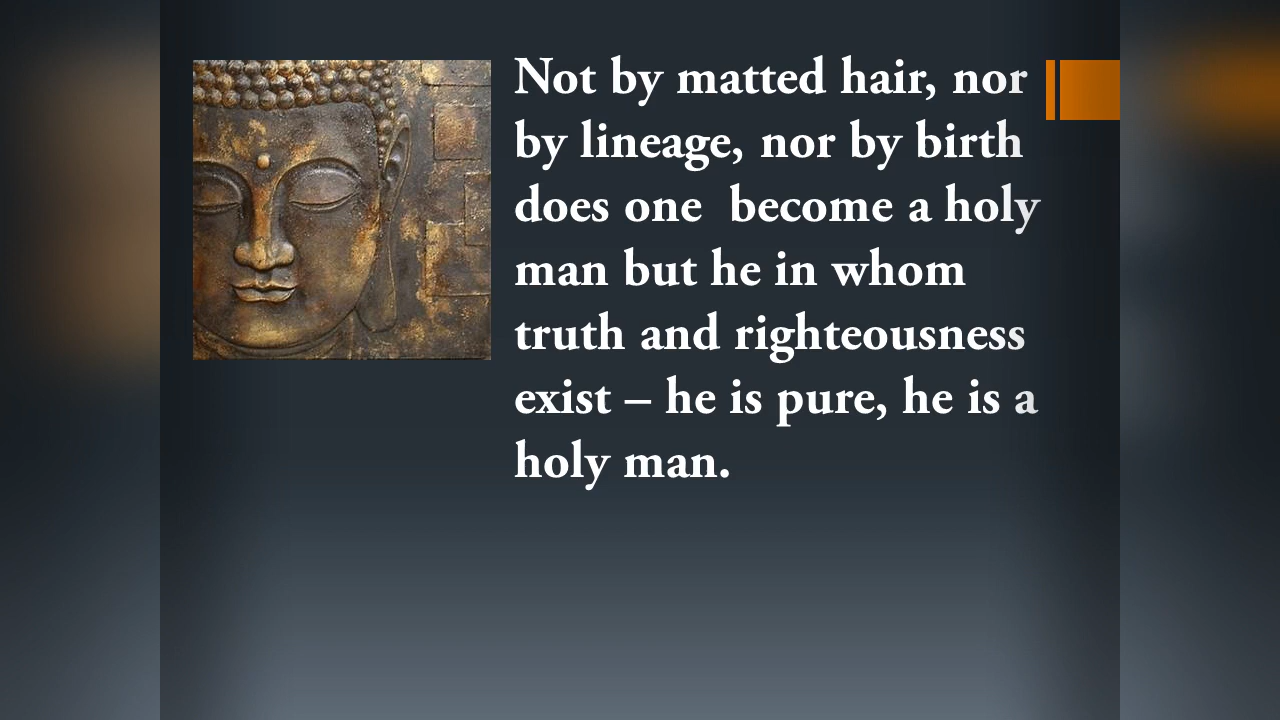 Not by matted hair, nor
by lineage, nor by birth
does one  become a holy
man but he in whom
truth and righteousness
exist – he is pure, he is a
holy man.